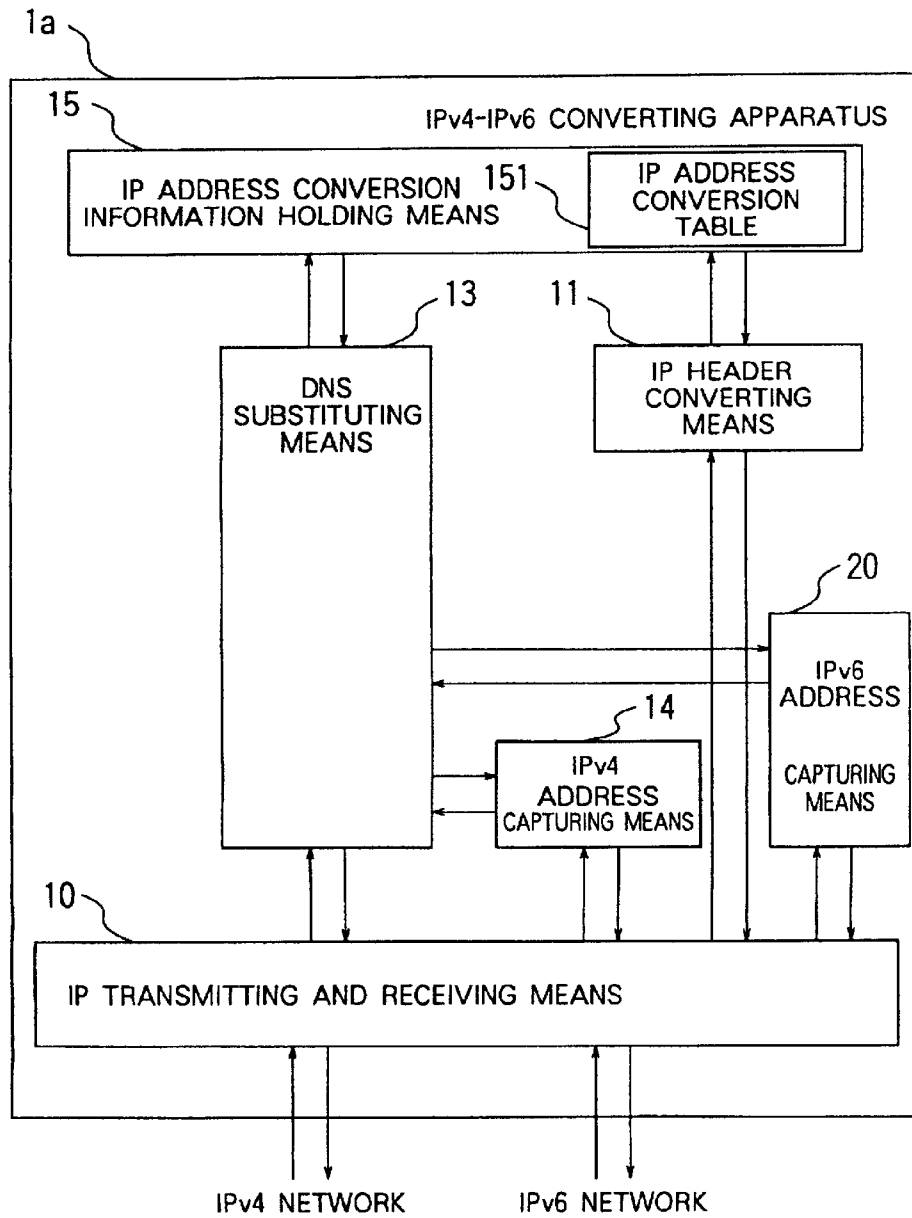 1a
15
IPv4-IPv6 CONVERTING APPARATUS
IP ADDRESS CONVERSION
INFORMATION HOLDING MEANS
151
IP ADDRESS
CONVERSION
TABLE
13
11
DNS
SUBSTITUTING
MEANS
IP HEADER
CONVERTING
MEANS
20
IPv6
ADDRESS
CAPTURING
MEANS
14
IPv4
ADDRESS
CAPTURING MEANS
10
IP TRANSMITTING AND RECEIVING MEANS
IPv4 NETWORK
IPv6 NETWORK